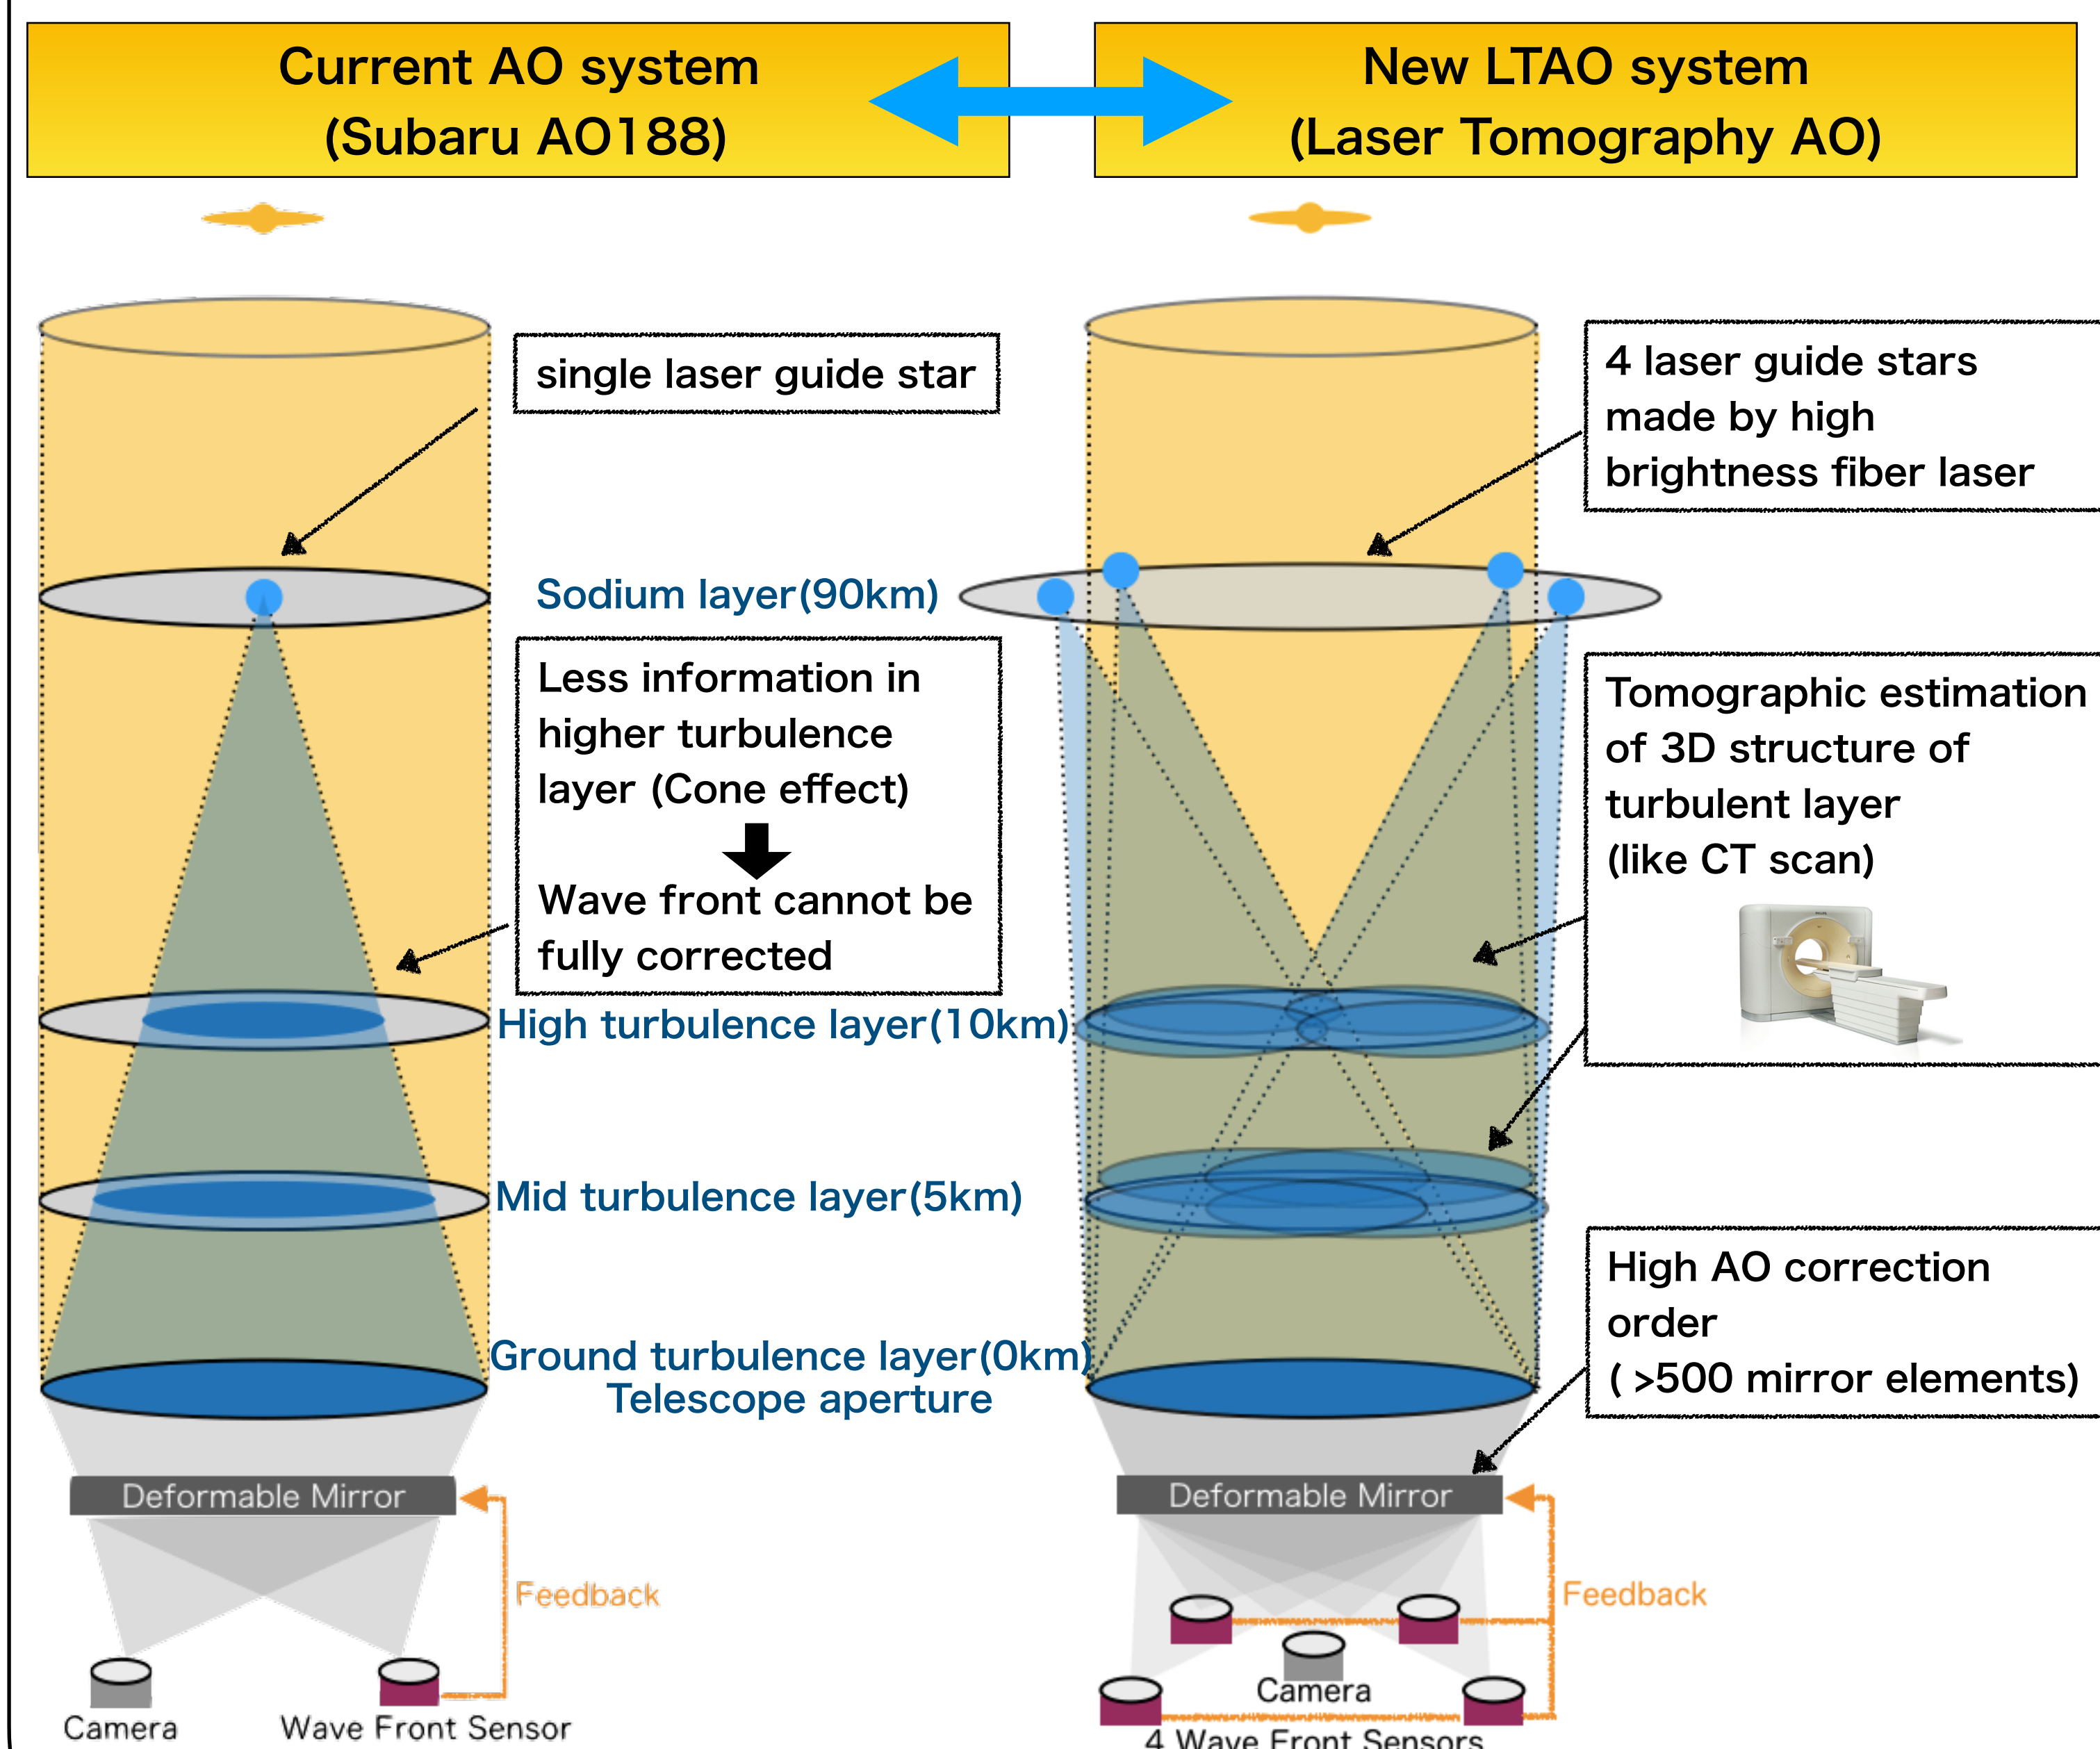 Current AO system
(Subaru AO188)
New LTAO system
(Laser Tomography AO)
single laser guide star
4 laser guide stars
made by high
brightness fiber laser
Sodium layer(90km)
Less information in
higher turbulence
layer (Cone effect)
Wave front cannot be
fully corrected
Tomographic estimation
of 3D structure of
turbulent layer
(like CT scan)
High turbulence layer(10km)
Mid turbulence layer(5km)
High AO correction
order
( >500 mirror elements)
Ground turbulence layer(0km)
Telescope aperture
Deformable Mirror
Deformable Mirror
Feedback
Feedback
Camera
Wave Front Sensor
Camera
4 Wave Front Sensors